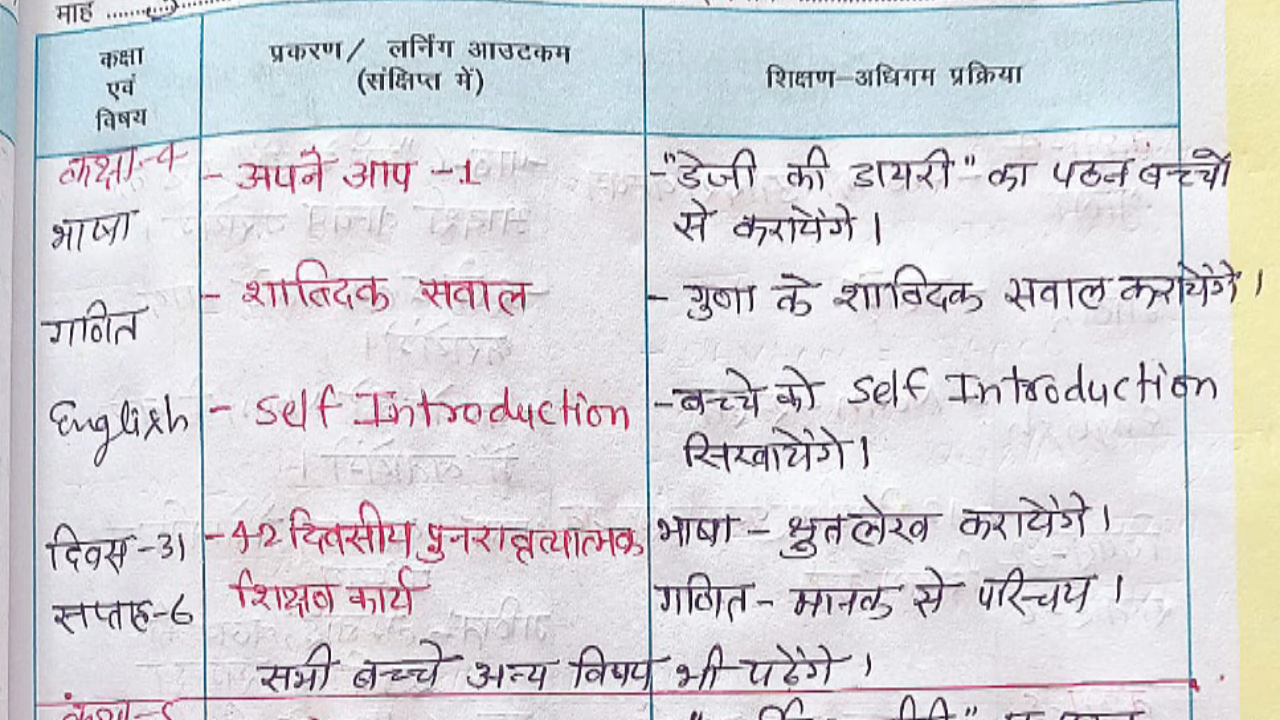 माह
कक्षा एवं विषय
प्रकरण/ लर्निंग आउटकम (संक्षिप्त में)
शिक्षण-अधिगम प्रक्रिया
कक्षा-4 - अपने आप -1 - "डेजी की डायरी" का पठन बच्चों
भाषा से करायेंगे।
- शाब्दिक सवाल - गुणा के शाब्दिक सवाल करायेंगे।
गणित
English - Self Introduction - बच्चे को Self Introduction
सिखायेंगे।
दिवस-31 - 42 दिवसीय पुनरावृत्यात्मक भाषा - श्रुतलेख करायेंगे।
सप्ताह-6 शिक्षण कार्य गणित - मानक से परिचय।
सभी बच्चे अन्य विषय भी पढ़ेंगे।